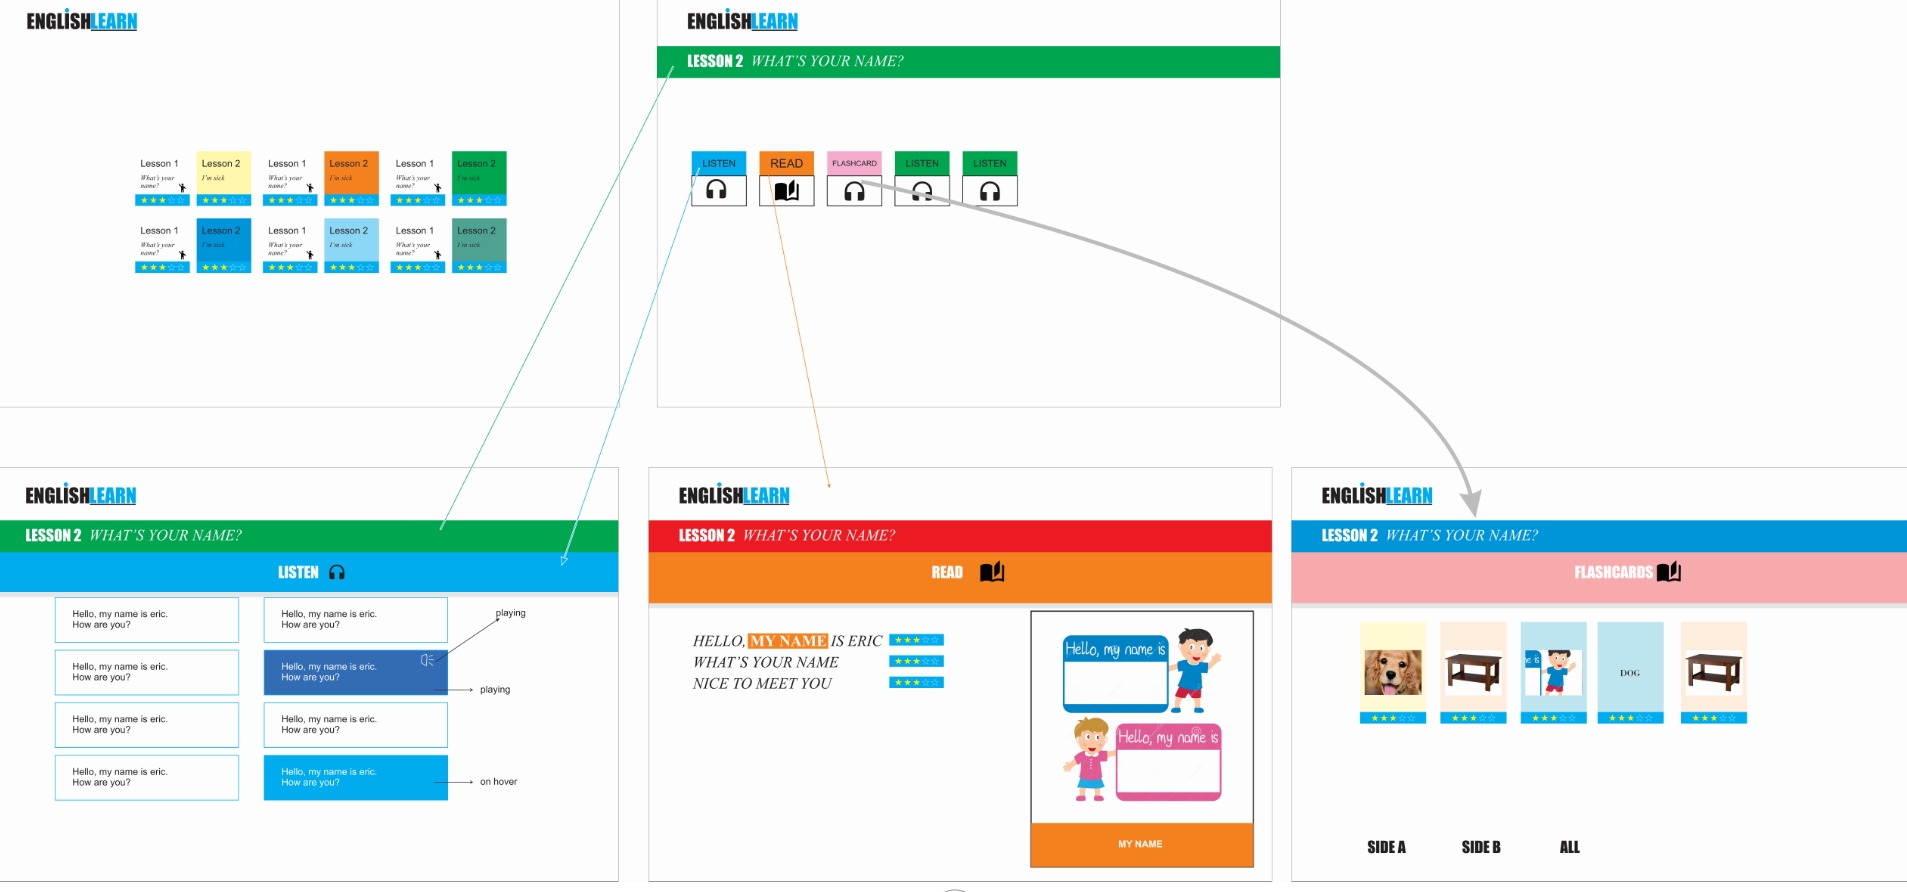 ENGLISHLEARN
Lesson 1
What's your
name?
Lesson 2
I'm sick
Lesson 1
What's your
name?
Lesson 2
I'm sick
Lesson 1
What's your
name?
Lesson 2
I'm sick
Lesson 1
What's your
name?
Lesson 2
I'm sick
Lesson 1
What's your
name?
Lesson 2
I'm sick
Lesson 1
What's your
name?
Lesson 2
I'm sick
ENGLISHLEARN
LESSON 2 WHAT'S YOUR NAME?
LISTEN
READ
FLASHCARD
LISTEN
LISTEN
ENGLISHLEARN
LESSON 2 WHAT'S YOUR NAME?
LISTEN
Hello, my name is eric.
How are you?
Hello, my name is eric.
How are you?
playing
Hello, my name is eric.
How are you?
Hello, my name is eric.
How are you?
playing
Hello, my name is eric.
How are you?
Hello, my name is eric.
How are you?
Hello, my name is eric.
How are you?
Hello, my name is eric.
How are you?
on hover
ENGLISHLEARN
LESSON 2 WHAT'S YOUR NAME?
READ
HELLO, MY NAME IS ERIC
WHAT'S YOUR NAME
NICE TO MEET YOU
Hello, my name is
Hello, my name is
MY NAME
ENGLISHLEARN
LESSON 2 WHAT'S YOUR NAME?
FLASHCARDS
e is
DOG
SIDE A
SIDE B
ALL